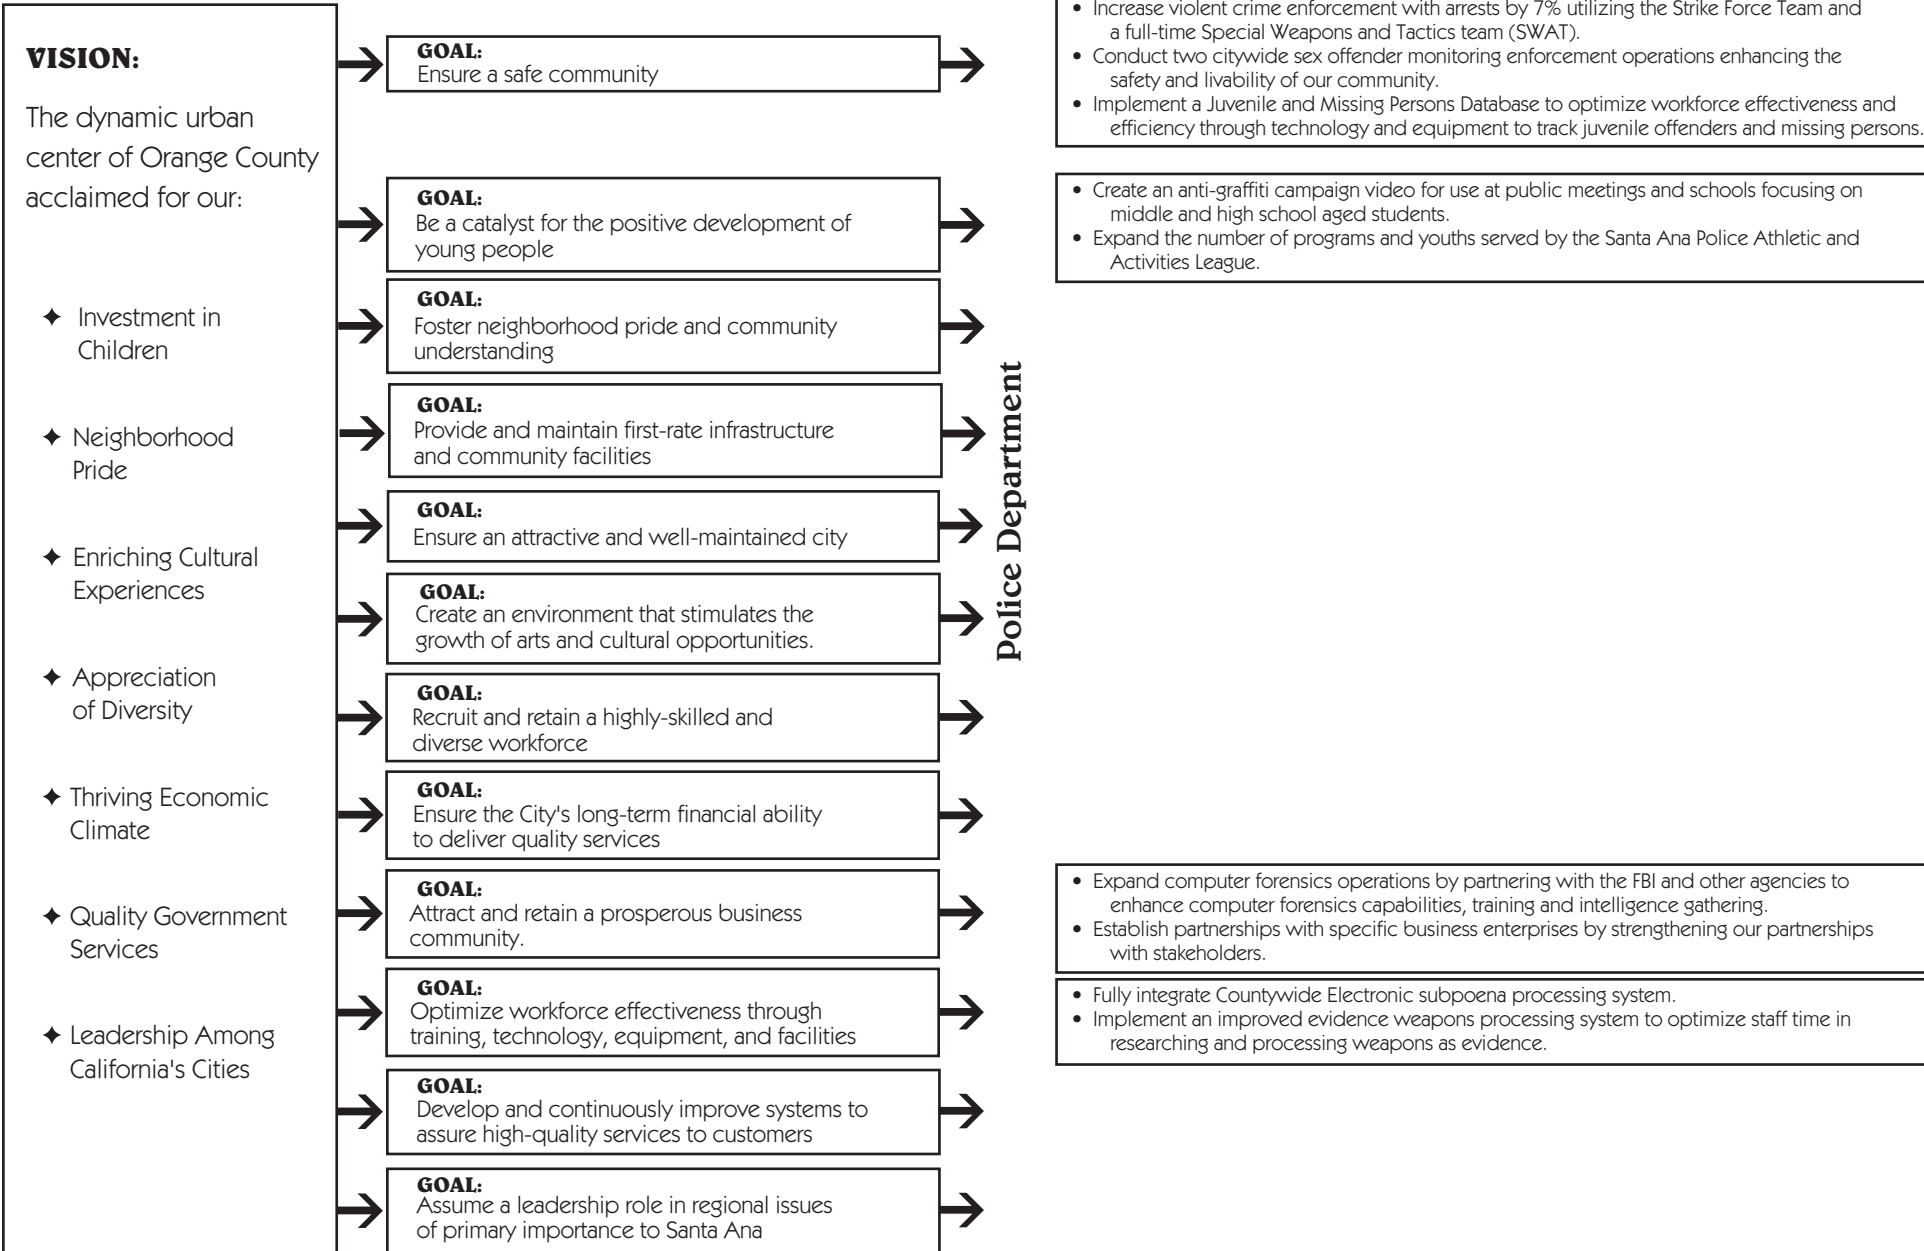 VISION:
The dynamic urban
center of Orange County
acclaimed for our:
✦ Investment in
Children
✦ Neighborhood
Pride
✦ Enriching Cultural
Experiences
✦ Appreciation
of Diversity
✦ Thriving Economic
Climate
✦ Quality Government
Services
✦ Leadership Among
California's Cities
GOAL:
Ensure a safe community
GOAL:
Be a catalyst for the positive development of
young people
GOAL:
Foster neighborhood pride and community
understanding
GOAL:
Provide and maintain first-rate infrastructure
and community facilities
GOAL:
Ensure an attractive and well-maintained city
GOAL:
Create an environment that stimulates the
growth of arts and cultural opportunities.
GOAL:
Recruit and retain a highly-skilled and
diverse workforce
GOAL:
Ensure the City's long-term financial ability
to deliver quality services
GOAL:
Attract and retain a prosperous business
community.
GOAL:
Optimize workforce effectiveness through
training, technology, equipment, and facilities
GOAL:
Develop and continuously improve systems to
assure high-quality services to customers
GOAL:
Assume a leadership role in regional issues
of primary importance to Santa Ana
Police Department
• Increase violent crime enforcement with arrests by 7% utilizing the Strike Force Team and
a full-time Special Weapons and Tactics team (SWAT).
• Conduct two citywide sex offender monitoring enforcement operations enhancing the
safety and livability of our community.
• Implement a Juvenile and Missing Persons Database to optimize workforce effectiveness and
efficiency through technology and equipment to track juvenile offenders and missing persons.
• Create an anti-graffiti campaign video for use at public meetings and schools focusing on
middle and high school aged students.
• Expand the number of programs and youths served by the Santa Ana Police Athletic and
Activities League.
• Expand computer forensics operations by partnering with the FBI and other agencies to
enhance computer forensics capabilities, training and intelligence gathering.
• Establish partnerships with specific business enterprises by strengthening our partnerships
with stakeholders.
• Fully integrate Countywide Electronic subpoena processing system.
• Implement an improved evidence weapons processing system to optimize staff time in
researching and processing weapons as evidence.